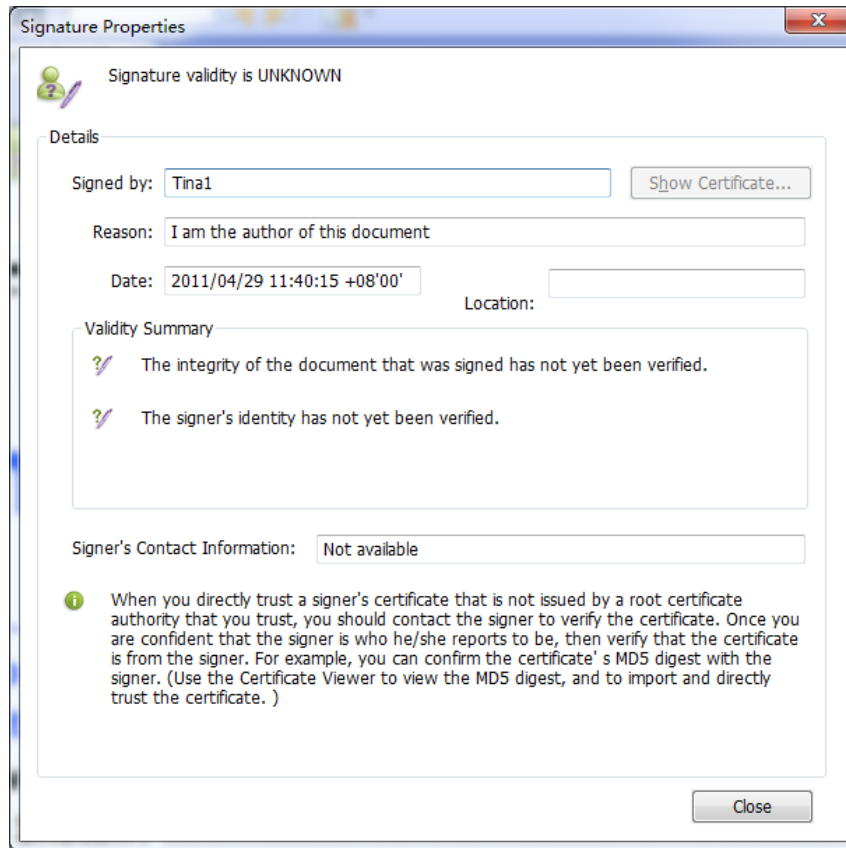 Signature Properties
Signature validity is UNKNOWN
Details
Signed by: Tina1 Show Certificate...
Reason: I am the author of this document
Date: 2011/04/29 11:40:15 +08'00'
Location:
Validity Summary
The integrity of the document that was signed has not yet been verified.
The signer's identity has not yet been verified.
Signer's Contact Information: Not available
When you directly trust a signer's certificate that is not issued by a root certificate
authority that you trust, you should contact the signer to verify the certificate. Once you
are confident that the signer is who he/she reports to be, then verify that the certificate
is from the signer. For example, you can confirm the certificate' s MD5 digest with the
signer. (Use the Certificate Viewer to view the MD5 digest, and to import and directly
trust the certificate. )
Close